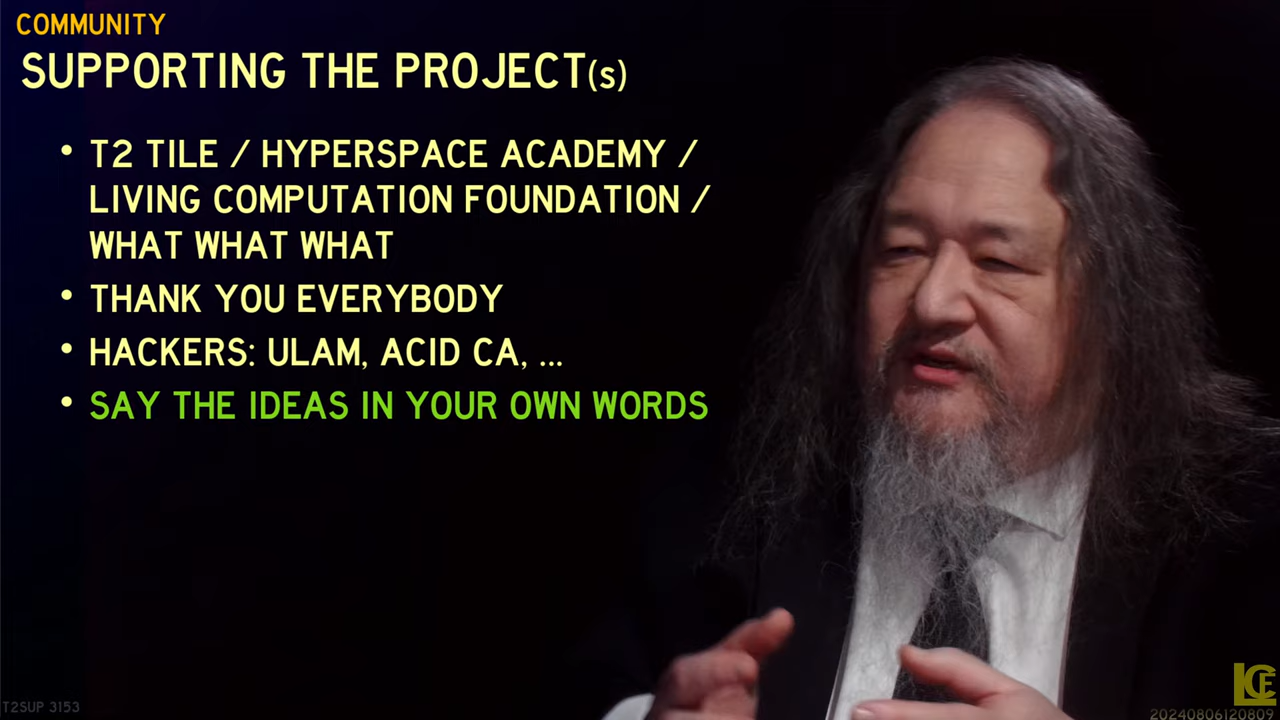 COMMUNITY
SUPPORTING THE PROJECT(s)
• T2 TILE / HYPERSPACE ACADEMY /
LIVING COMPUTATION FOUNDATION /
WHAT WHAT WHAT
• THANK YOU EVERYBODY
• HACKERS: ULAM, ACID CA, ...
• SAY THE IDEAS IN YOUR OWN WORDS
T2SUP 3153
LCF
20240806120809